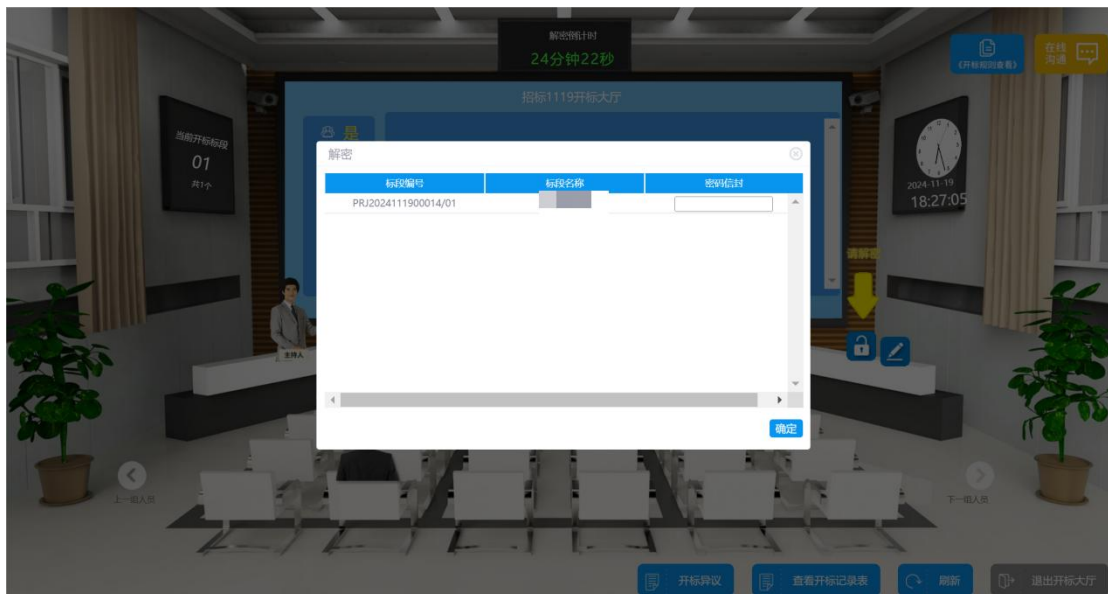 解密倒计时
24分钟22秒
《开标规则查看》
在线
沟通
招标1119开标大厅
当前开标标段
01
共1个
是
解密
标段编号 标段名称 密码信封
PRJ2024111900014/01
2024-11-19
18:27:05
请解密
主持人
确定
上一组人员
下一组人员
开标异议
查看开标记录表
刷新
退出开标大厅